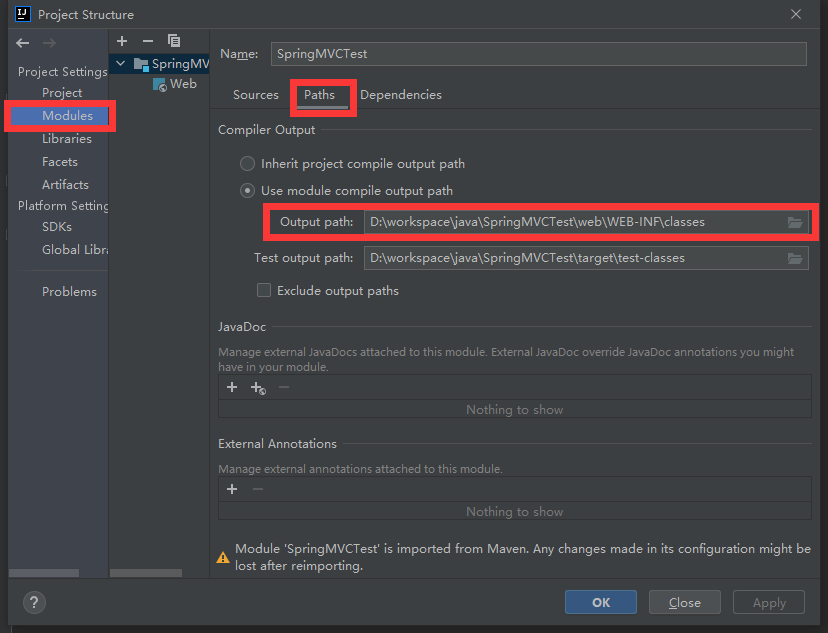 Project Structure
Project Settings
Project
Modules
Libraries
Facets
Artifacts
Platform Setting
SDKs
Global Libra
Problems
SpringMV
Web
Name: SpringMVCTest
Sources Paths Dependencies
Compiler Output
Inherit project compile output path
Use module compile output path
Output path: D:\workspace\java\SpringMVCTest\web\WEB-INF\classes
Test output path: D:\workspace\java\SpringMVCTest\target\test-classes
Exclude output paths
JavaDoc
Manage external JavaDocs attached to this module. External JavaDoc override JavaDoc annotations you might
have in your module.
Nothing to show
External Annotations
Manage external annotations attached to this module.
Nothing to show
Module 'SpringMVCTest' is imported from Maven. Any changes made in its configuration might be
lost after reimporting.
? OK Close Apply